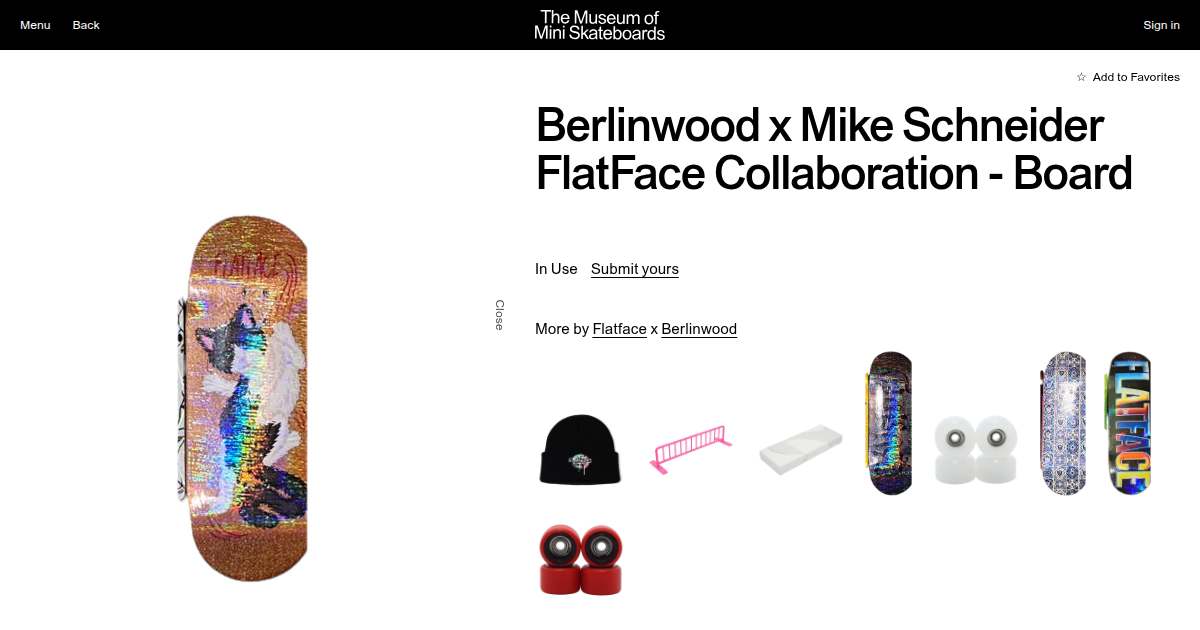 Menu
Back
The Museum of
Mini Skateboards
Sign in
☆ Add to Favorites
Berlinwood x Mike Schneider
FlatFace Collaboration - Board
In Use
Submit yours
Close
More by Flatface x Berlinwood
FLATFACE
FLATFACE